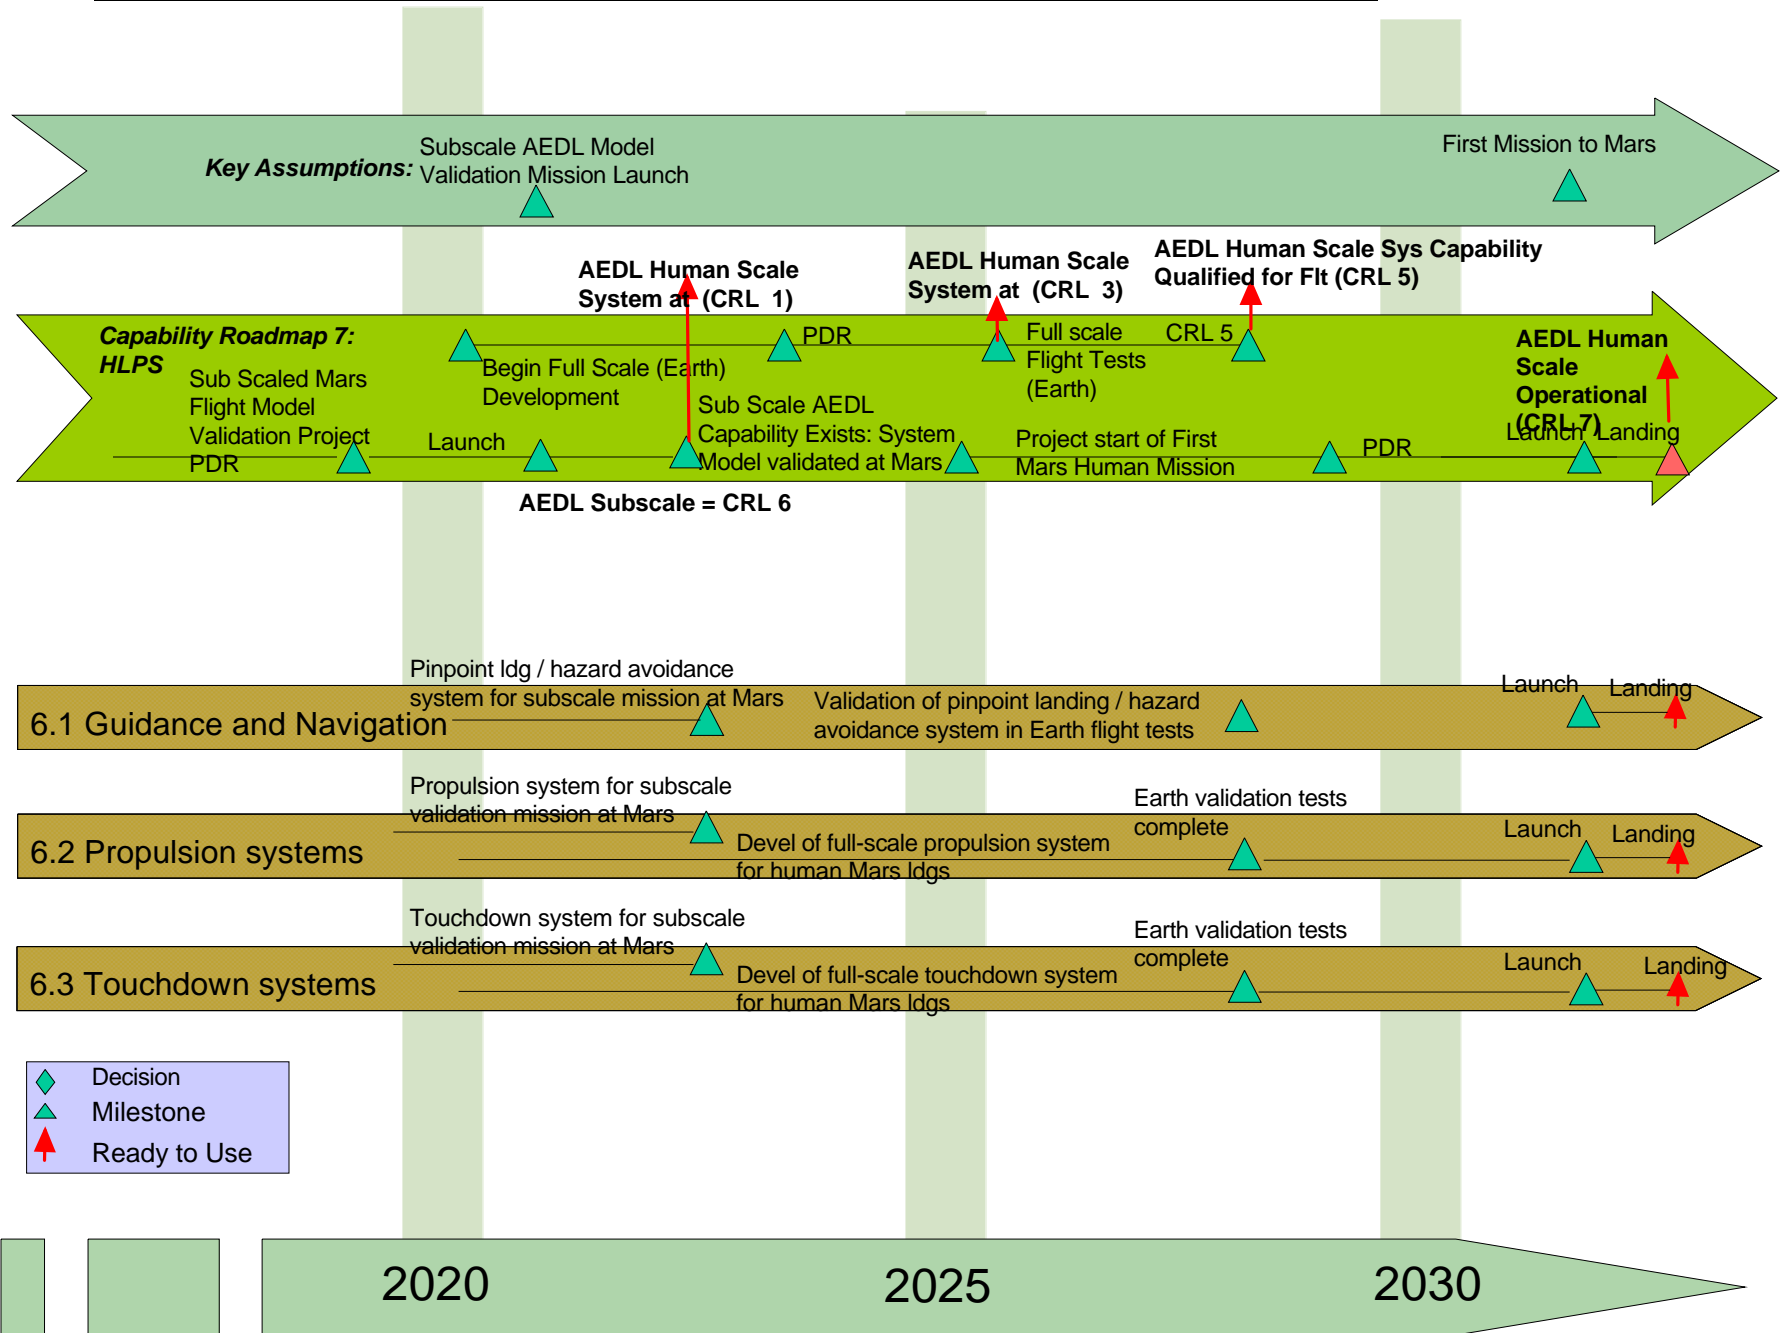 Key Assumptions:
Subscale AEDL Model
Validation Mission Launch
First Mission to Mars
AEDL Human Scale
System at  (CRL  1)
AEDL Human Scale
System at  (CRL  3)
AEDL Human Scale Sys Capability
Qualified for Flt (CRL 5)
Capability Roadmap 7:
HLPS
PDR
Full scale
Flight Tests
(Earth)
CRL 5
AEDL Human
Scale
Operational
(CRL 7)
Begin Full Scale (Earth)
Development
Sub Scaled Mars
Flight Model
Validation Project
PDR
Launch
Sub Scale AEDL
Capability Exists: System
Model validated at Mars
Project start of First
Mars Human Mission
PDR
Launch
Landing
AEDL Subscale = CRL 6
Pinpoint ldg / hazard avoidance
system for subscale mission at Mars
Validation of pinpoint landing / hazard
avoidance system in Earth flight tests
Launch
Landing
6.1 Guidance and Navigation
Propulsion system for subscale
validation mission at Mars
Earth validation tests
complete
Launch
Landing
6.2 Propulsion systems
Devel of full-scale propulsion system
for human Mars ldgs
Touchdown system for subscale
validation mission at Mars
Earth validation tests
complete
Launch
Landing
6.3 Touchdown systems
Devel of full-scale touchdown system
for human Mars ldgs
Decision
Milestone
Ready to Use
2020
2025
2030